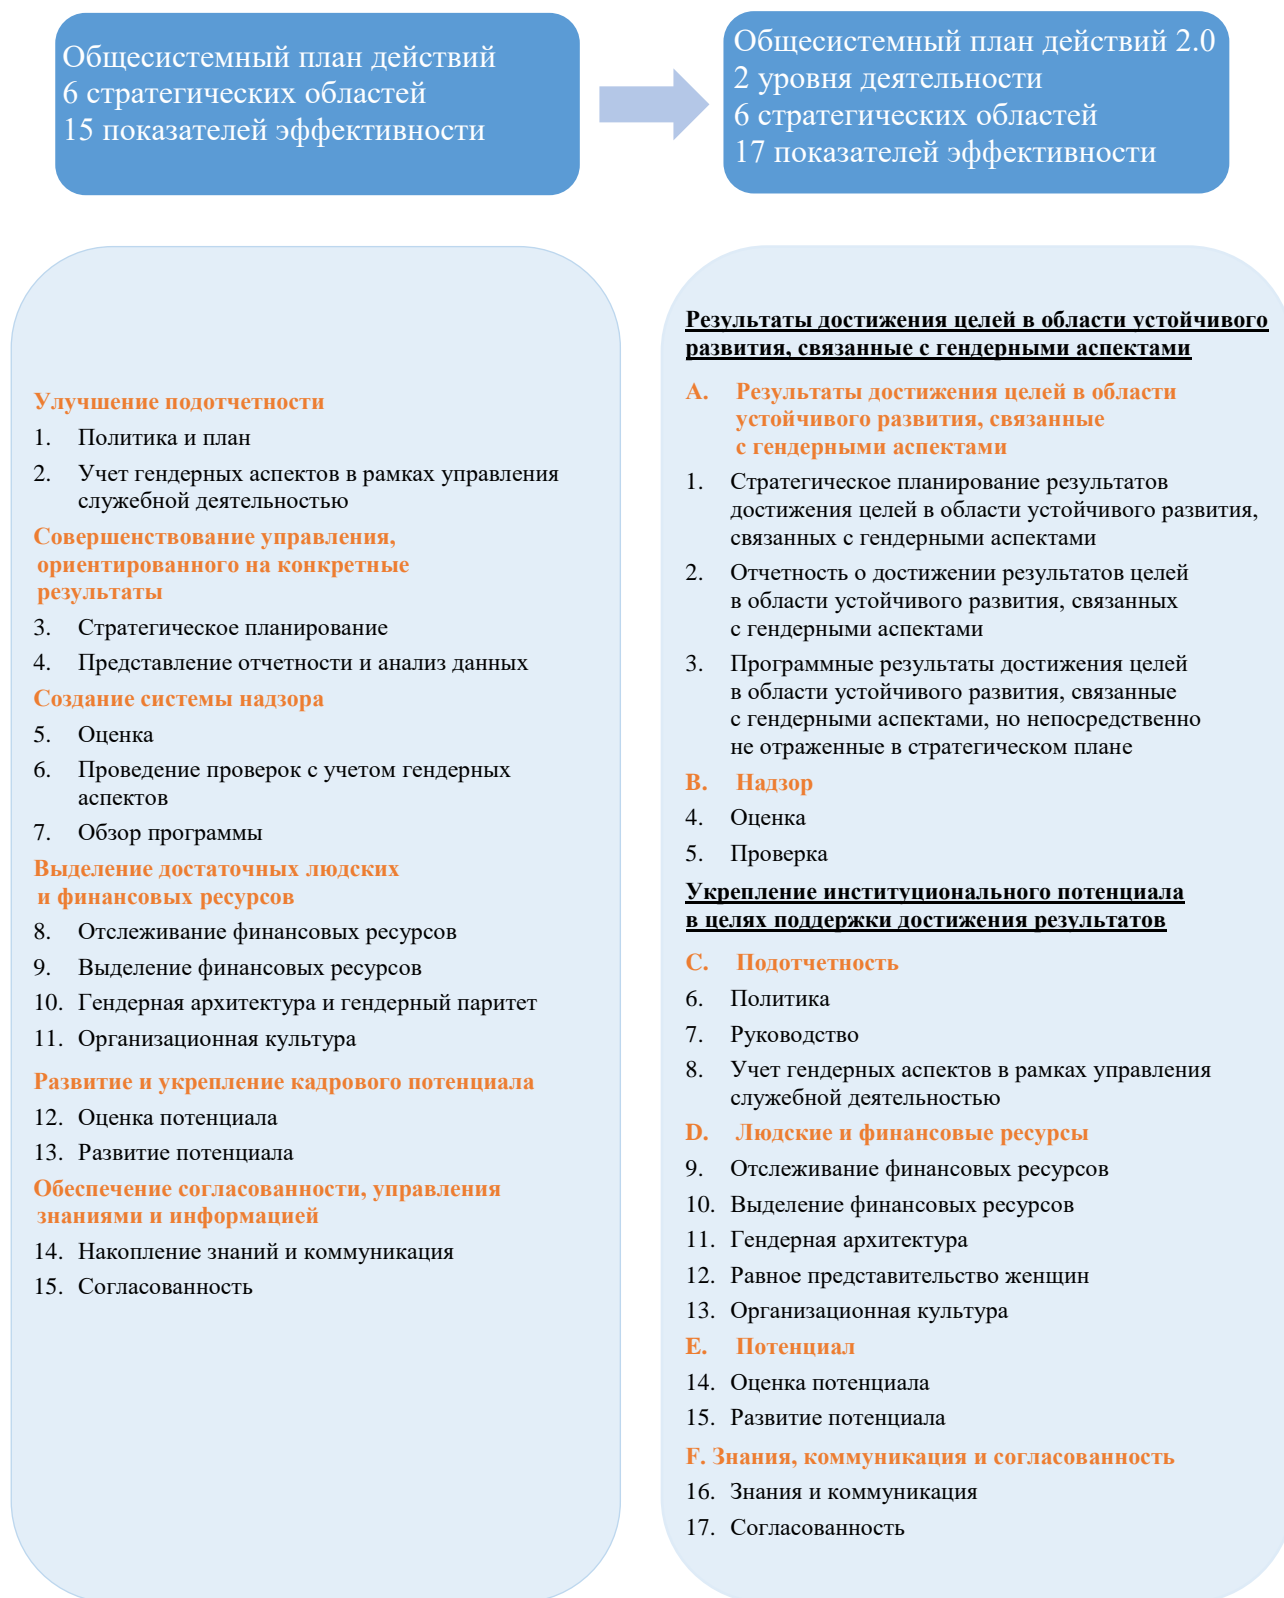 Общесистемный план действий
6 стратегических областей
15 показателей эффективности
Общесистемный план действий 2.0
2 уровня деятельности
6 стратегических областей
17 показателей эффективности
Улучшение подотчетности
1. Политика и план
2. Учет гендерных аспектов в рамках управления
служебной деятельностью
Совершенствование управления,
ориентированного на конкретные
результаты
3. Стратегическое планирование
4. Представление отчетности и анализ данных
Создание системы надзора
5. Оценка
6. Проведение проверок с учетом гендерных
аспектов
7. Обзор программы
Выделение достаточных людских
и финансовых ресурсов
8. Отслеживание финансовых ресурсов
9. Выделение финансовых ресурсов
10. Гендерная архитектура и гендерный паритет
11. Организационная культура
Развитие и укрепление кадрового потенциала
12. Оценка потенциала
13. Развитие потенциала
Обеспечение согласованности, управления
знаниями и информацией
14. Накопление знаний и коммуникация
15. Согласованность
Результаты достижения целей в области устойчивого
развития, связанные с гендерными аспектами
A. Результаты достижения целей в области
устойчивого развития, связанные
с гендерными аспектами
1. Стратегическое планирование результатов
достижения целей в области устойчивого развития,
связанных с гендерными аспектами
2. Отчетность о достижении результатов целей
в области устойчивого развития, связанных
с гендерными аспектами
3. Программные результаты достижения целей
в области устойчивого развития, связанные
с гендерными аспектами, но непосредственно
не отраженные в стратегическом плане
B. Надзор
4. Оценка
5. Проверка
Укрепление институционального потенциала
в целях поддержки достижения результатов
C. Подотчетность
6. Политика
7. Руководство
8. Учет гендерных аспектов в рамках управления
служебной деятельностью
D. Людские и финансовые ресурсы
9. Отслеживание финансовых ресурсов
10. Выделение финансовых ресурсов
11. Гендерная архитектура
12. Равное представительство женщин
13. Организационная культура
E. Потенциал
14. Оценка потенциала
15. Развитие потенциала
F. Знания, коммуникация и согласованность
16. Знания и коммуникация
17. Согласованность